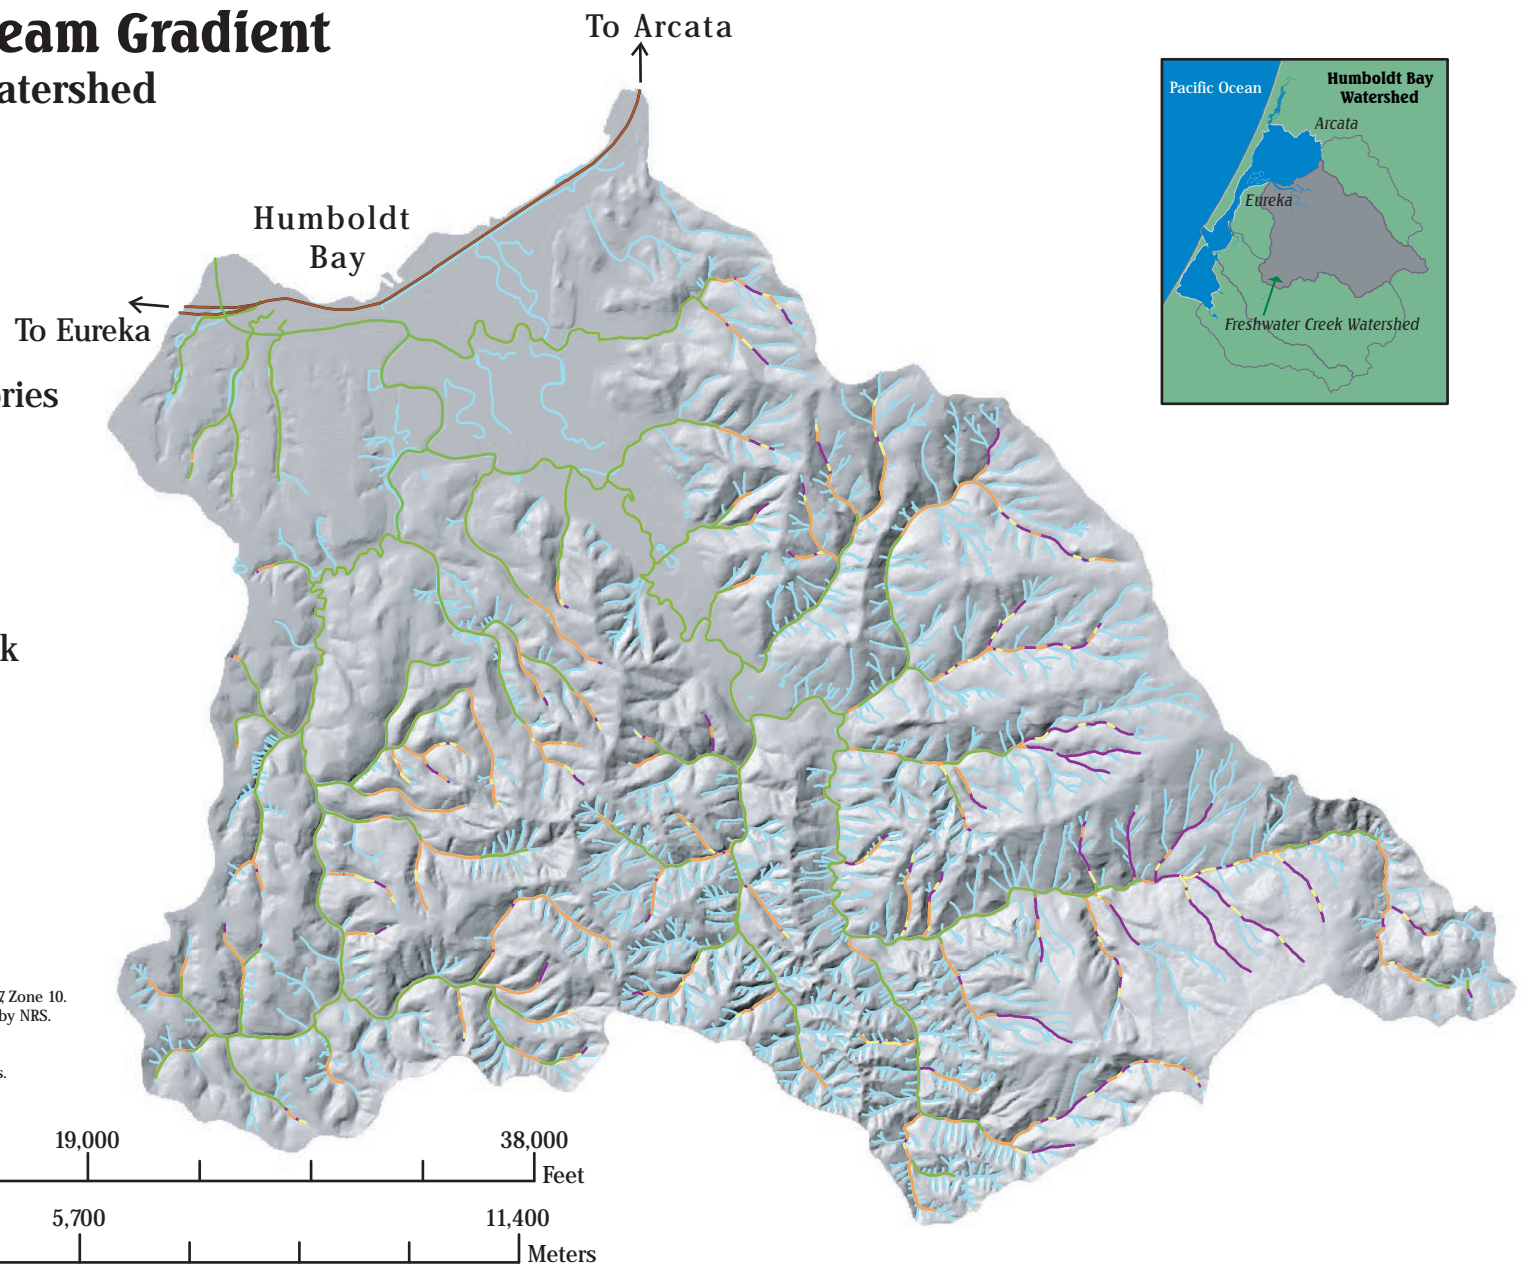 eam Gradient
atershed
To Arcata
Humboldt
Bay
To Eureka
ries
k
Zone 10.
by NRS.
s.
19,000
38,000
Feet
5,700
11,400
Meters
Pacific Ocean
Humboldt Bay
Watershed
Arcata
Eureka
Freshwater Creek Watershed